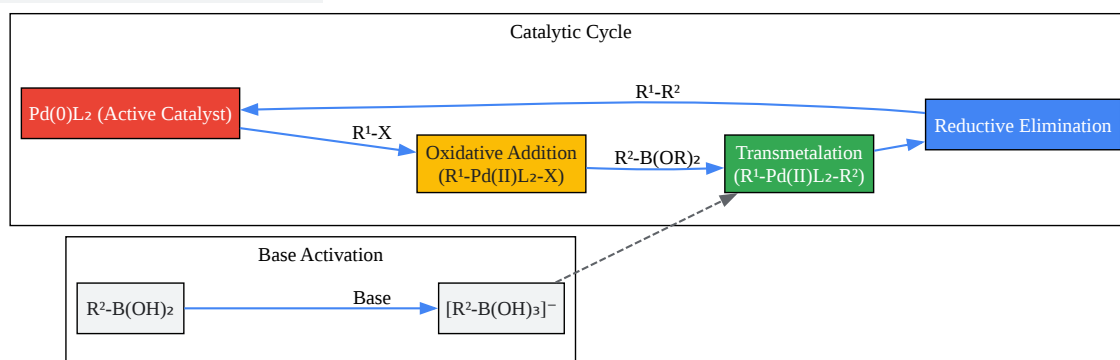 Catalytic Cycle
R¹-R²
Pd(0)L₂ (Active Catalyst)
Reductive Elimination
R¹-X
Oxidative Addition
(R¹-Pd(II)L₂-X)
R²-B(OR)₂
Transmetalation
(R¹-Pd(II)L₂-R²)
Base Activation
R²-B(OH)₂
Base
[R²-B(OH)₃]⁻